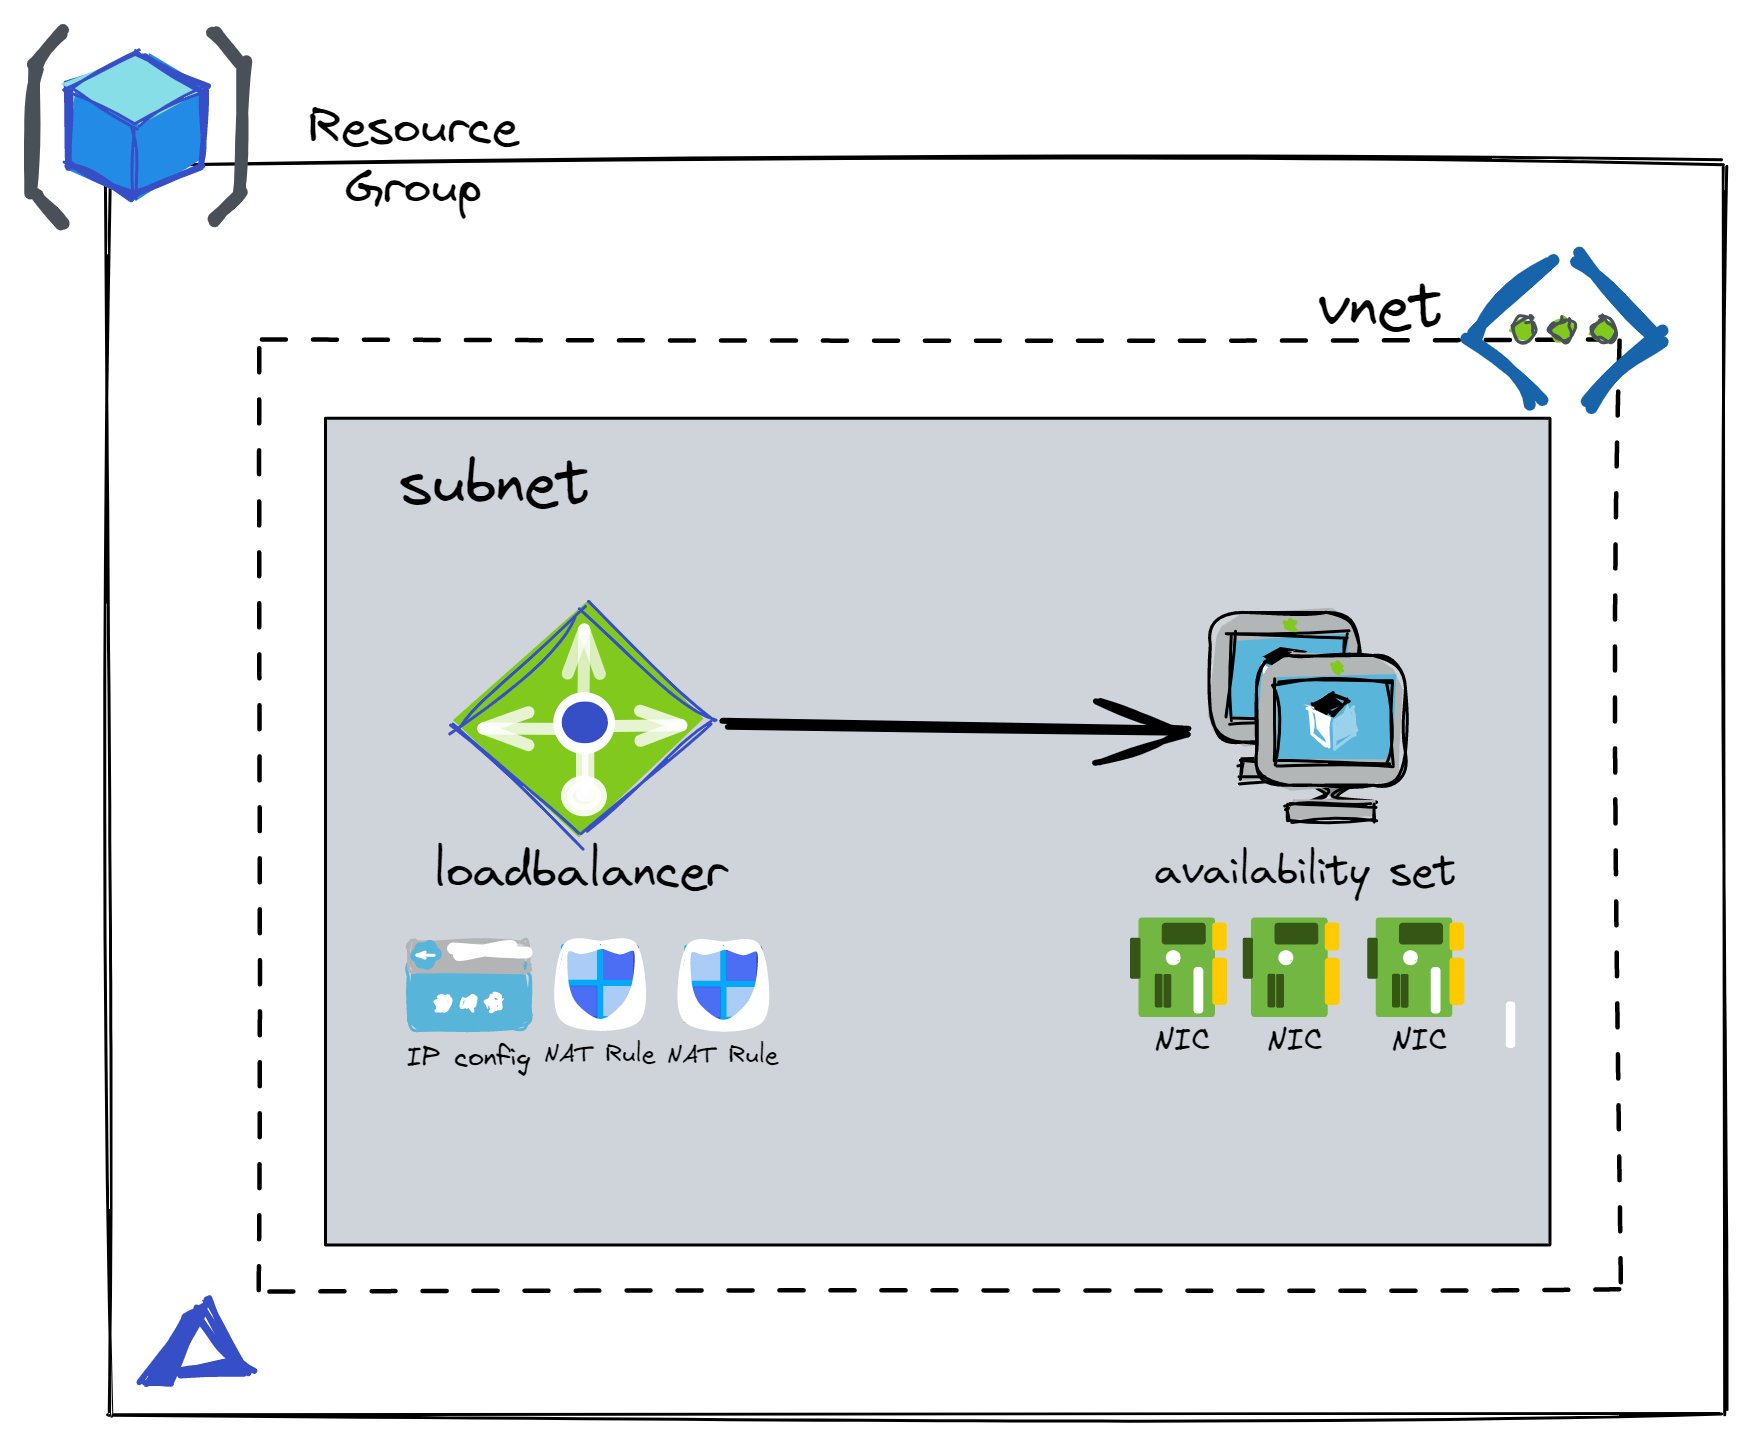 Resource
Group
vnet
subnet
loadbalancer
availability set
IP config
NAT Rule
NAT Rule
NIC
NIC
NIC